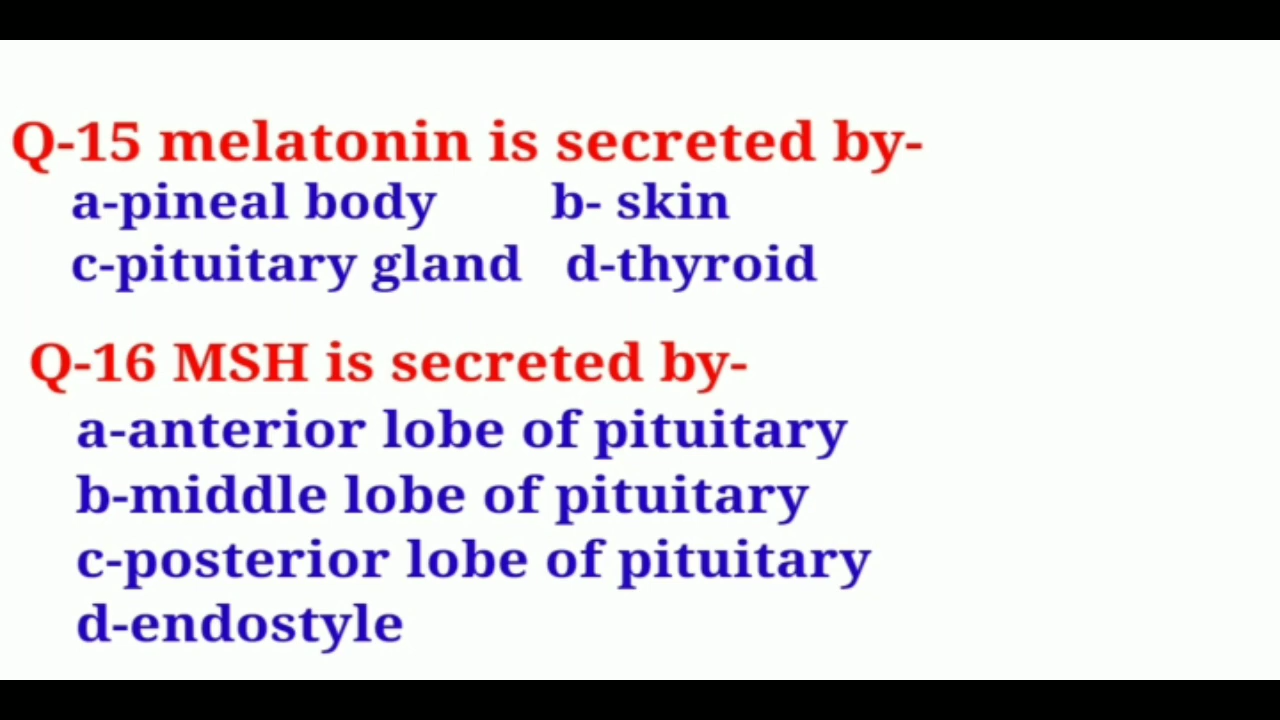 Q-15 melatonin is secreted by-
a-pineal body b- skin
c-pituitary gland d-thyroid
Q-16 MSH is secreted by-
a-anterior lobe of pituitary
b-middle lobe of pituitary
c-posterior lobe of pituitary
d-endostyle